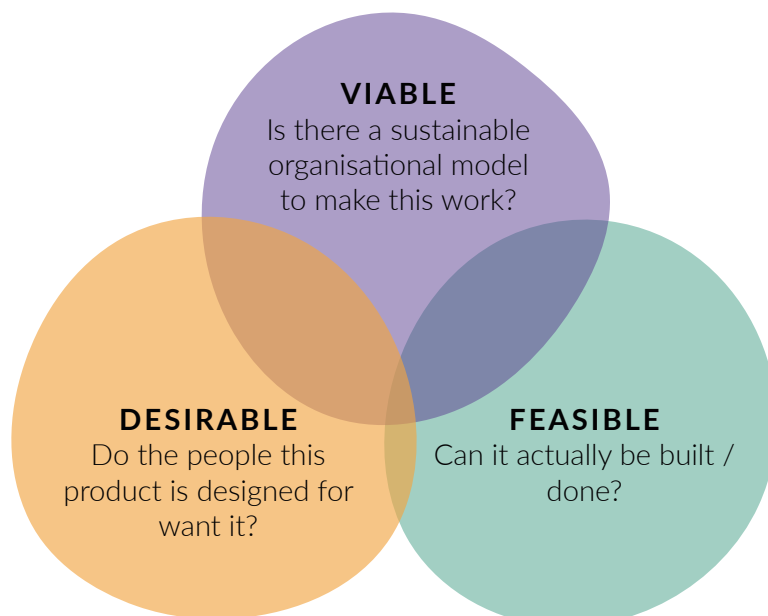 VIABLE
Is there a sustainable
organisational model
to make this work?
DESIRABLE
Do the people this
product is designed for
want it?
FEASIBLE
Can it actually be built /
done?